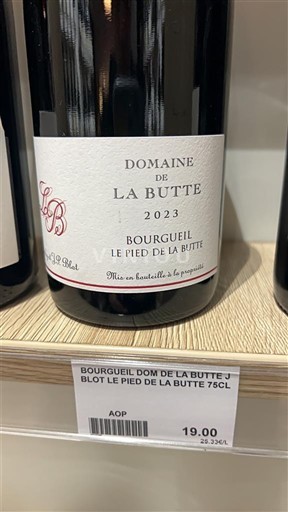 DOMAINE
DE
LA BUTTE
2023
BOURGUEIL
LE PIED DE LA BUTTE
Mis en bouteille à la propriété
J.P. Blot
BOURGUEIL DOM DE LA BUTTE J
BLOT LE PIED DE LA BUTTE 75CL
AOP
19.00
25.33€/L